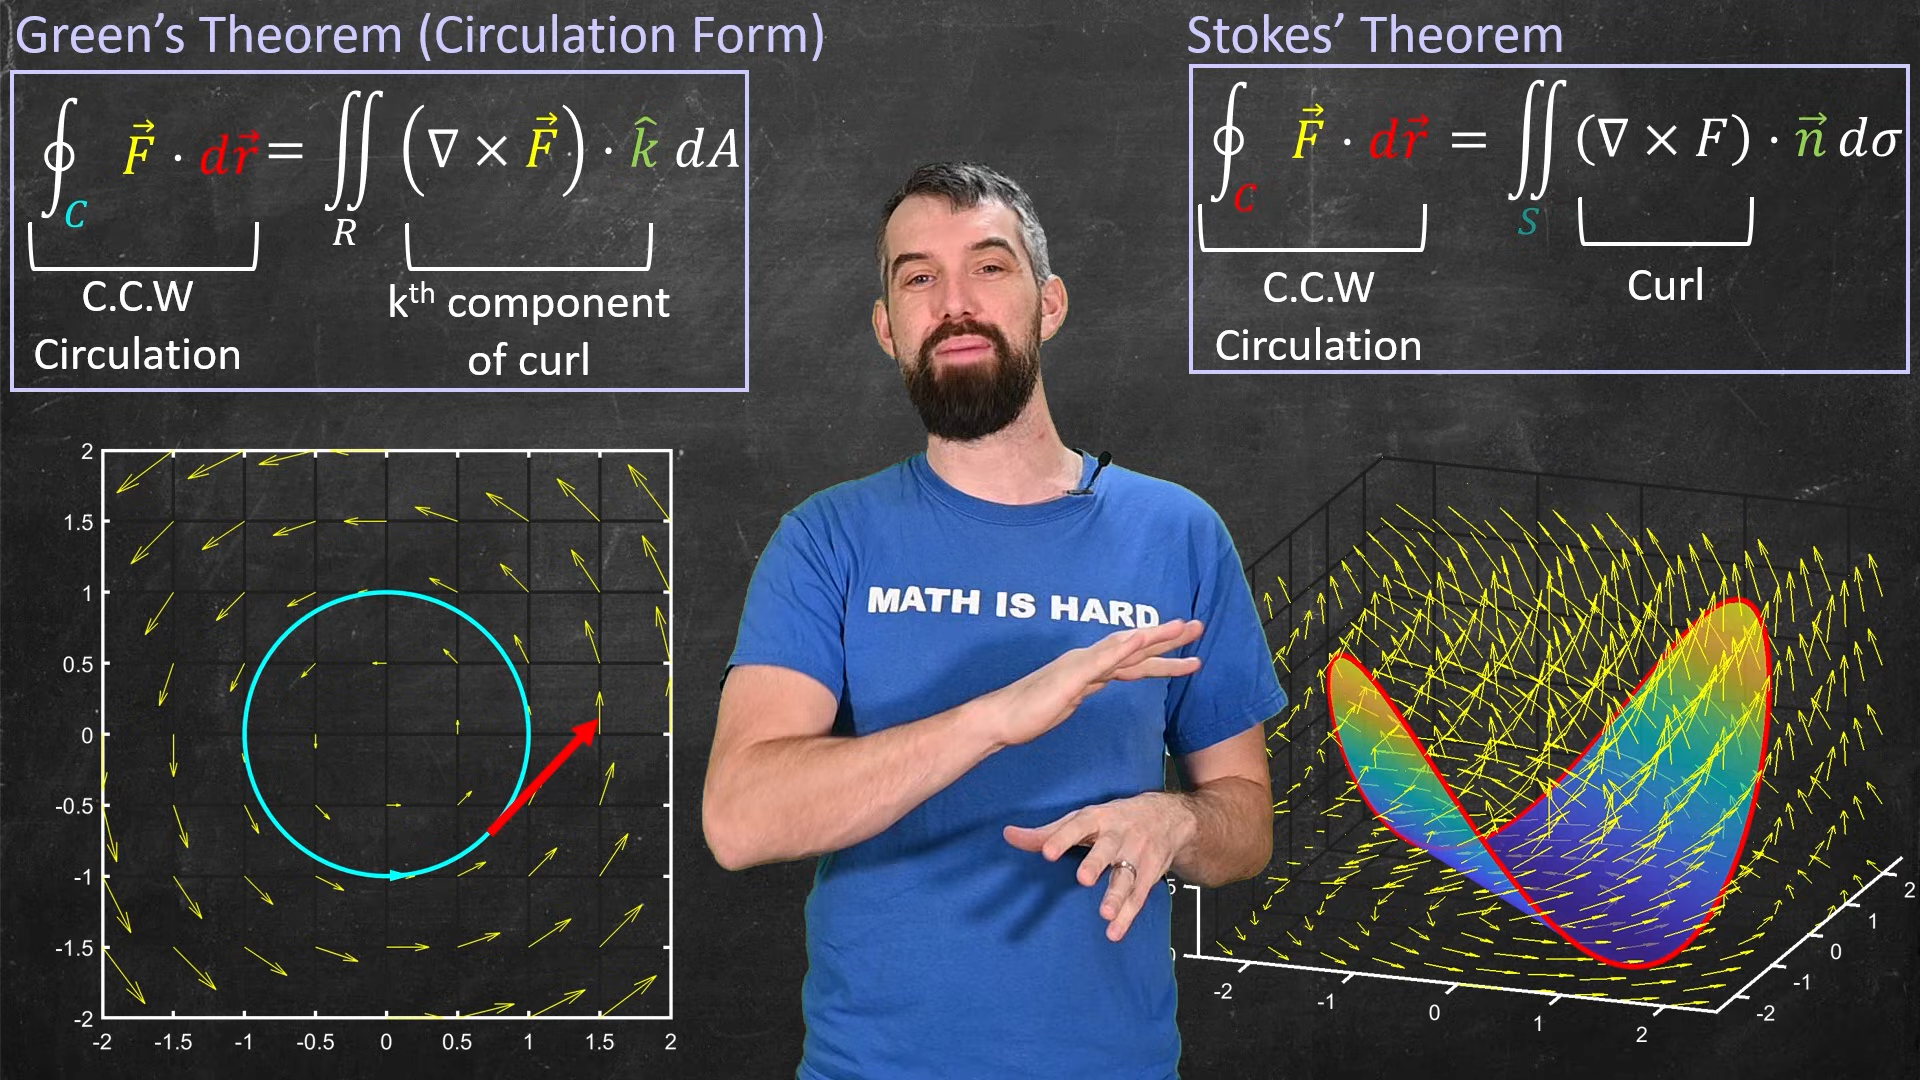 Green's Theorem (Circulation Form)
∮_C F⃗ · dr⃗ = ∬_R (∇ × F⃗) · k̂ dA
C.C.W
Circulation
kᵗʰ component
of curl
Stokes' Theorem
∮_C F⃗ · dr⃗ = ∬_S (∇ × F) · n⃗ dσ
C.C.W
Circulation
Curl
MATH IS HARD
2
1.5
1
0.5
0
-0.5
-1
-1.5
-2
-2 -1.5 -1 -0.5 0 0.5 1 1.5 2
5
0
-2 -1 0 1 2
-2 -1 0 1 2